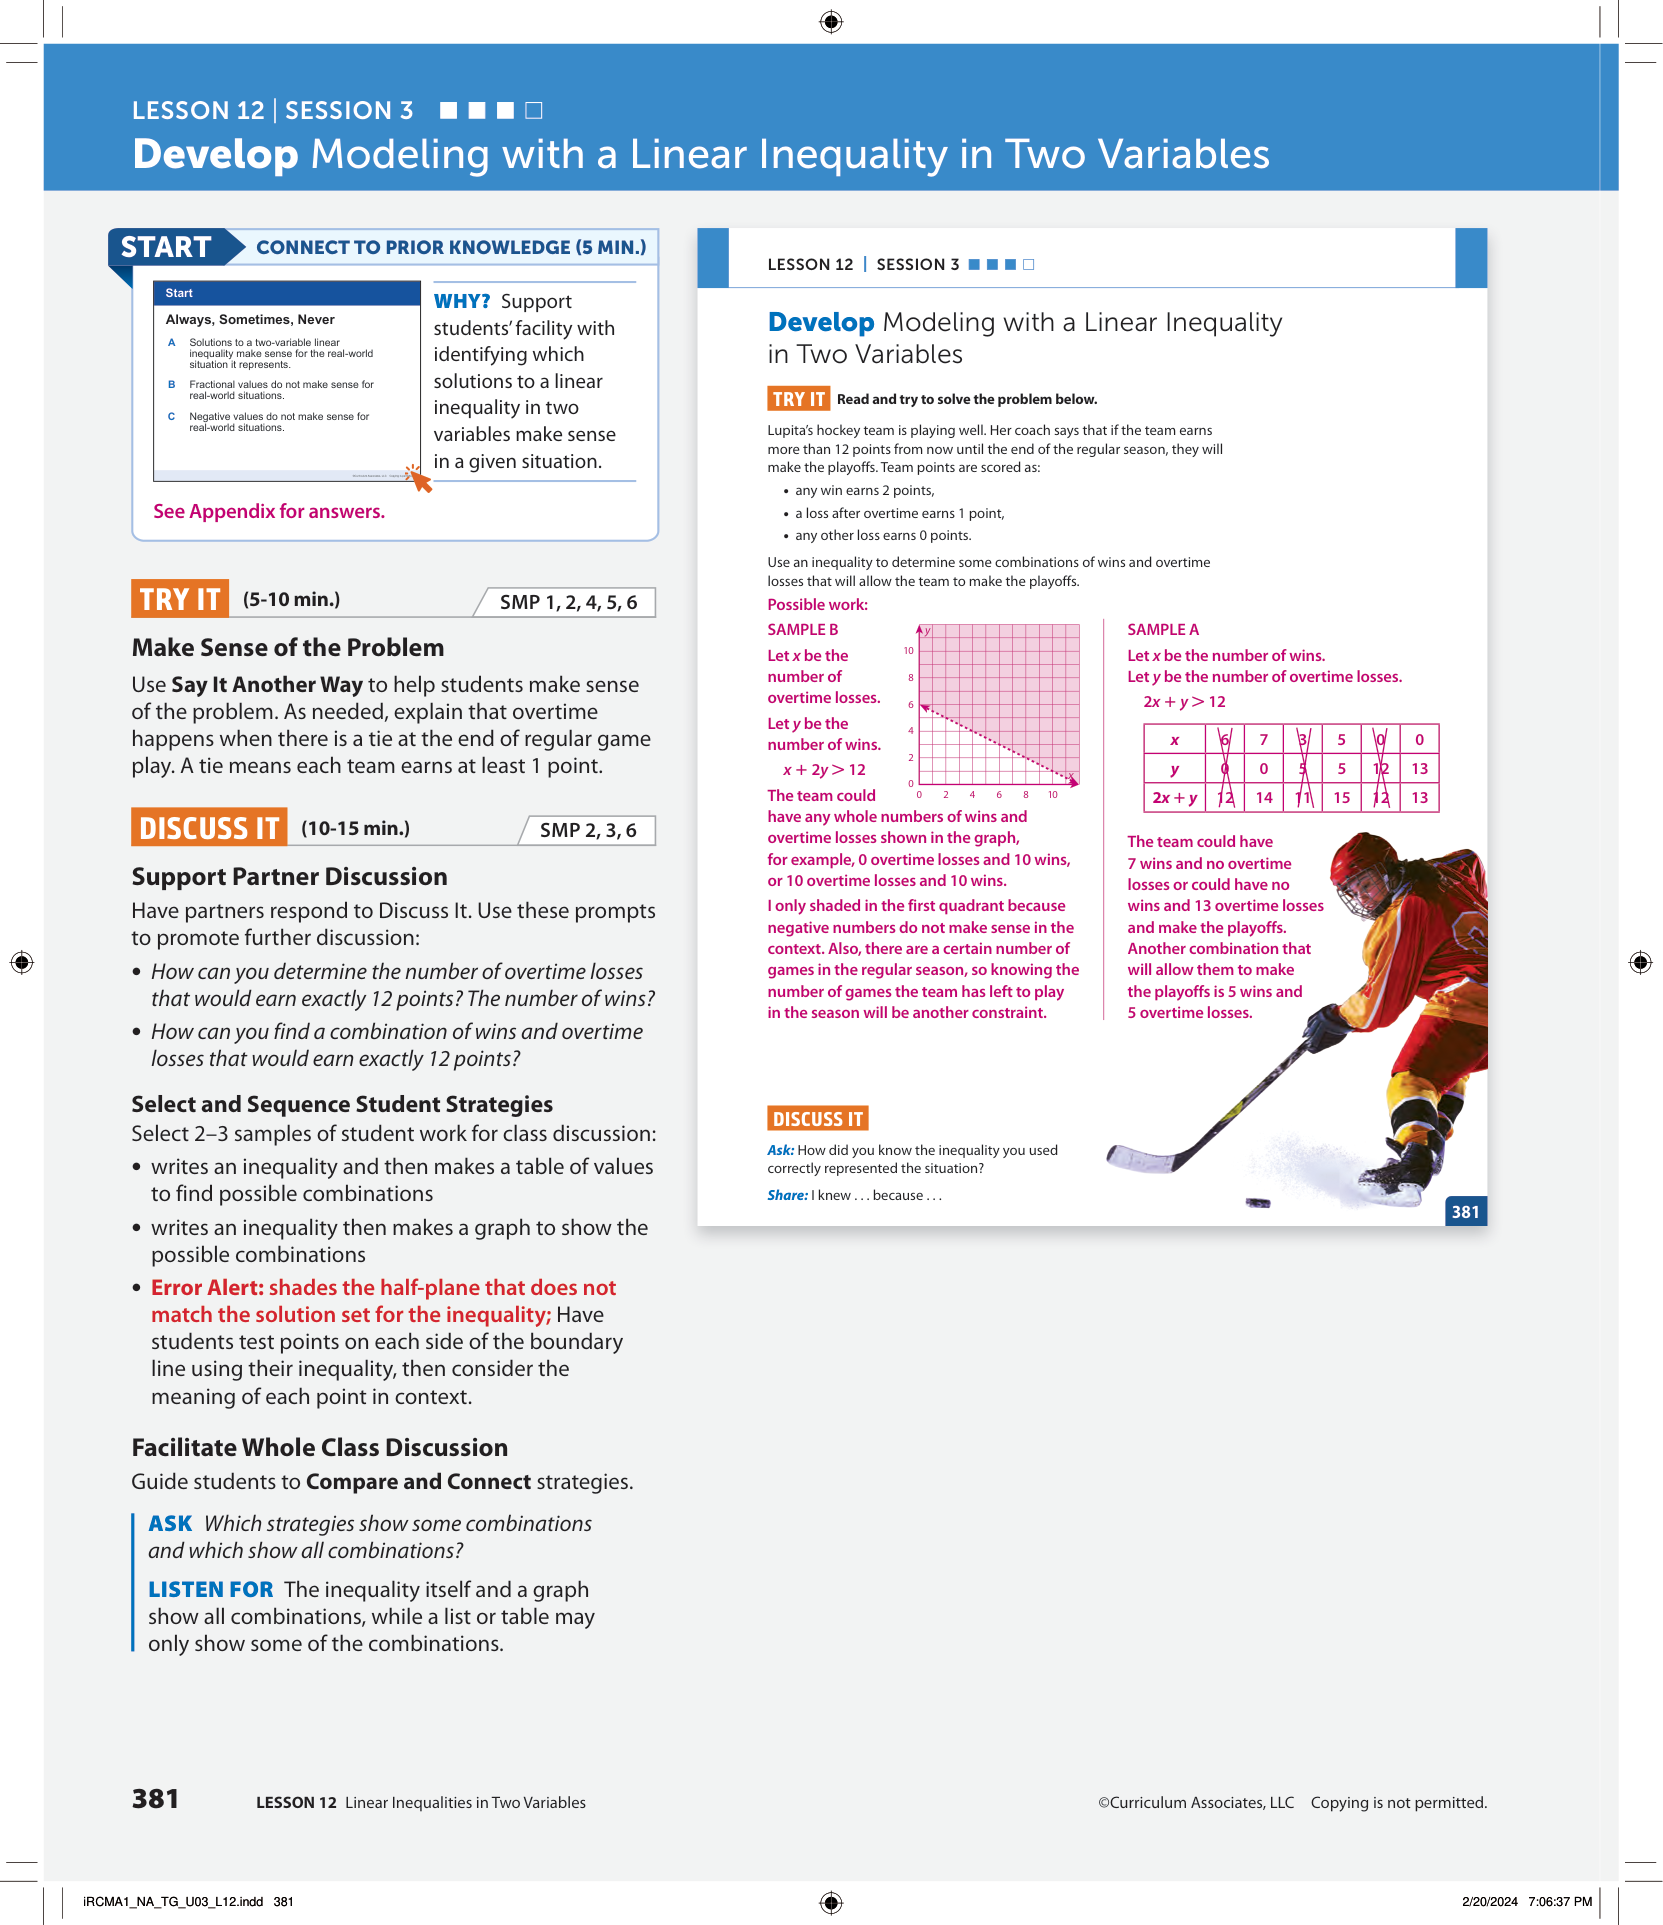 LESSON 12 | SESSION 3
Develop Modeling with a Linear Inequality in Two Variables
START CONNECT TO PRIOR KNOWLEDGE (5 MIN.)
Start
Always, Sometimes, Never
A Solutions to a two-variable linear
inequality make sense for the real-world
situation it represents.
B Fractional values do not make sense for
real-world situations.
C Negative values do not make sense for
real-world situations.
WHY? Support
students' facility with
identifying which
solutions to a linear
inequality in two
variables make sense
in a given situation.
See Appendix for answers.
TRY IT (5-10 min.) SMP 1, 2, 4, 5, 6
Make Sense of the Problem
Use Say It Another Way to help students make sense
of the problem. As needed, explain that overtime
happens when there is a tie at the end of regular game
play. A tie means each team earns at least 1 point.
DISCUSS IT (10-15 min.) SMP 2, 3, 6
Support Partner Discussion
Have partners respond to Discuss It. Use these prompts
to promote further discussion:
• How can you determine the number of overtime losses
that would earn exactly 12 points? The number of wins?
• How can you find a combination of wins and overtime
losses that would earn exactly 12 points?
Select and Sequence Student Strategies
Select 2–3 samples of student work for class discussion:
• writes an inequality and then makes a table of values
to find possible combinations
• writes an inequality then makes a graph to show the
possible combinations
• Error Alert: shades the half-plane that does not
match the solution set for the inequality; Have
students test points on each side of the boundary
line using their inequality, then consider the
meaning of each point in context.
Facilitate Whole Class Discussion
Guide students to Compare and Connect strategies.
ASK Which strategies show some combinations
and which show all combinations?
LISTEN FOR The inequality itself and a graph
show all combinations, while a list or table may
only show some of the combinations.
LESSON 12 | SESSION 3
Develop Modeling with a Linear Inequality
in Two Variables
TRY IT Read and try to solve the problem below.
Lupita's hockey team is playing well. Her coach says that if the team earns
more than 12 points from now until the end of the regular season, they will
make the playoffs. Team points are scored as:
• any win earns 2 points,
• a loss after overtime earns 1 point,
• any other loss earns 0 points.
Use an inequality to determine some combinations of wins and overtime
losses that will allow the team to make the playoffs.
Possible work:
SAMPLE B
Let x be the
number of
overtime losses.
Let y be the
number of wins.
x + 2y > 12
y
10
8
6
4
2
0
x
0 2 4 6 8 10
The team could
have any whole numbers of wins and
overtime losses shown in the graph,
for example, 0 overtime losses and 10 wins,
or 10 overtime losses and 10 wins.
I only shaded in the first quadrant because
negative numbers do not make sense in the
context. Also, there are a certain number of
games in the regular season, so knowing the
number of games the team has left to play
in the season will be another constraint.
SAMPLE A
Let x be the number of wins.
Let y be the number of overtime losses.
2x + y > 12
x 6 7 3 5 0 0
y 0 0 5 5 12 13
2x + y 12 14 11 15 12 13
The team could have
7 wins and no overtime
losses or could have no
wins and 13 overtime losses
and make the playoffs.
Another combination that
will allow them to make
the playoffs is 5 wins and
5 overtime losses.
DISCUSS IT
Ask: How did you know the inequality you used
correctly represented the situation?
Share: I knew . . . because . . .
381
381 LESSON 12 Linear Inequalities in Two Variables
©Curriculum Associates, LLC Copying is not permitted.
iRCMA1_NA_TG_U03_L12.indd 381
2/20/2024 7:06:37 PM